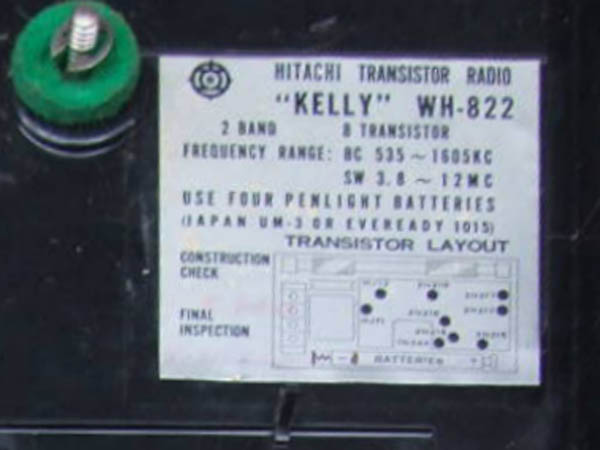 HITACHI TRANSISTOR RADIO
"KELLY" WH-822
2 BAND 8 TRANSISTOR
FREQUENCY RANGE: BC 535~1605KC
SW 3.8~12MC
USE FOUR PENLIGHT BATTERIES
(JAPAN UM-3 OR EVEREADY 1015)
TRANSISTOR LAYOUT
CONSTRUCTION
CHECK
FINAL
INSPECTION
- BATTERIES +